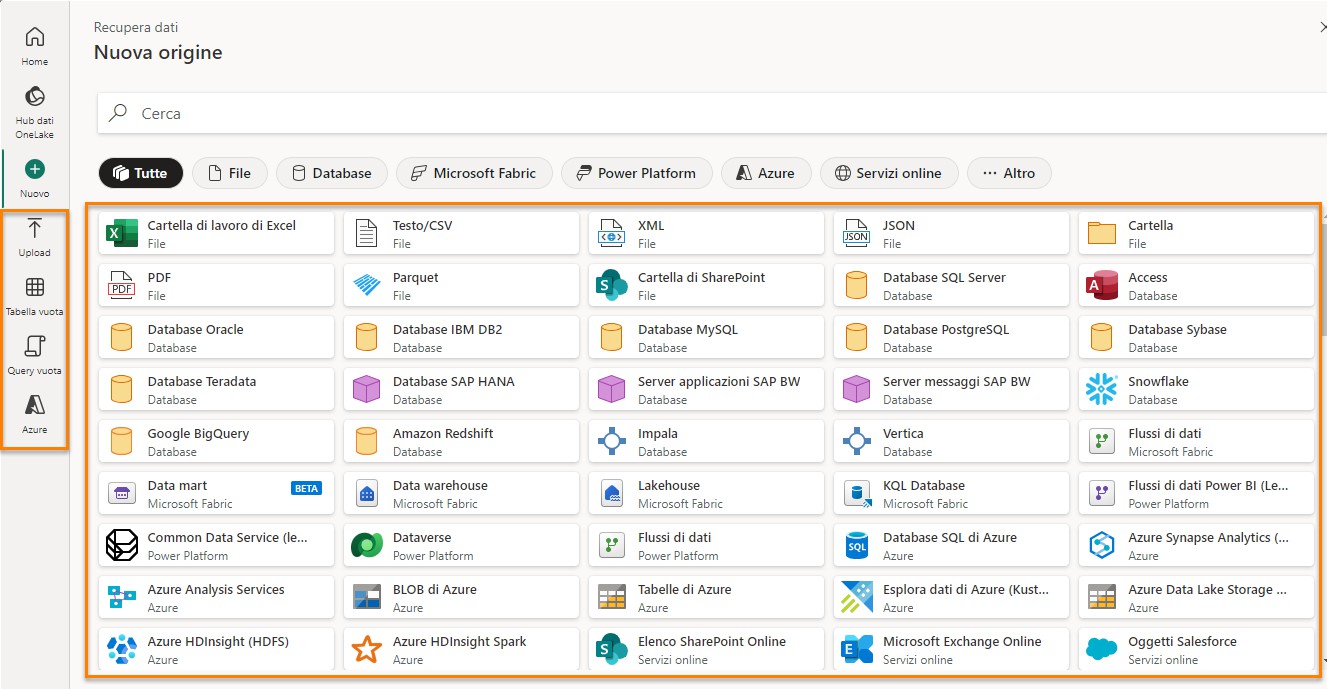 Recupera dati
Nuova origine
Home
Hub dati
OneLake
Nuovo
Upload
Tabella vuota
Query vuota
Azure
Cerca
Tutte
File
Database
Microsoft Fabric
Power Platform
Azure
Servizi online
··· Altro
Cartella di lavoro di Excel
File
Testo/CSV
File
XML
File
JSON
JSON
File
Cartella
File
PDF
PDF
File
Parquet
File
Cartella di SharePoint
File
Database SQL Server
Database
Access
Database
Database Oracle
Database
Database IBM DB2
Database
Database MySQL
Database
Database PostgreSQL
Database
Database Sybase
Database
Database Teradata
Database
Database SAP HANA
Database
Server applicazioni SAP BW
Database
Server messaggi SAP BW
Database
Snowflake
Database
Google BigQuery
Database
Amazon Redshift
Database
Impala
Database
Vertica
Database
Flussi di dati
Microsoft Fabric
Data mart
Microsoft Fabric
BETA
Data warehouse
Microsoft Fabric
Lakehouse
Microsoft Fabric
KQL Database
Microsoft Fabric
Flussi di dati Power BI (Le...
Power Platform
Common Data Service (le...
Power Platform
Dataverse
Power Platform
Flussi di dati
Power Platform
SQL
Database SQL di Azure
Azure
Azure Synapse Analytics (...
Azure
Azure Analysis Services
Azure
BLOB di Azure
Azure
Tabelle di Azure
Azure
Esplora dati di Azure (Kust...
Azure
Azure Data Lake Storage ...
Azure
Azure HDInsight (HDFS)
Azure
Azure HDInsight Spark
Azure
Elenco SharePoint Online
Servizi online
Microsoft Exchange Online
Servizi online
Oggetti Salesforce
Servizi online